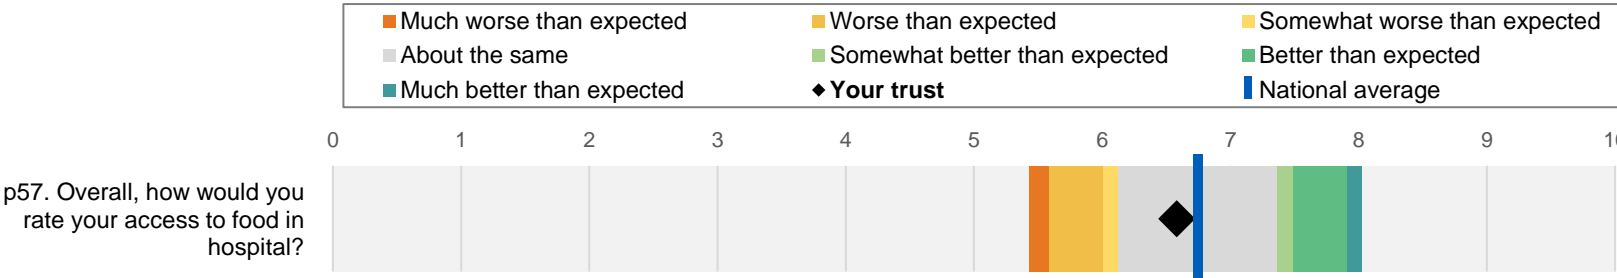 Much worse than expected Worse than expected Somewhat worse than expected
About the same Somewhat better than expected Better than expected
Much better than expected Your trust National average
0 1 2 3 4 5 6 7 8 9 10
p57. Overall, how would you
rate your access to food in
hospital?